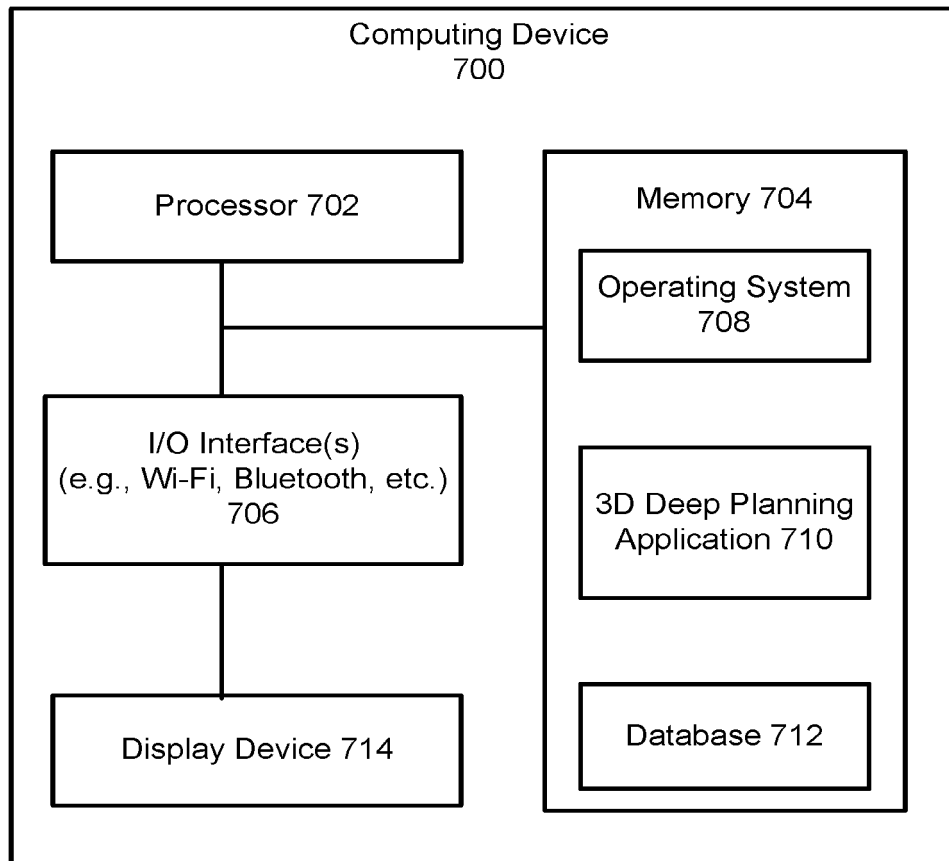 Computing Device
700
Processor 702
Memory 704
Operating System
708
I/O Interface(s)
(e.g., Wi-Fi, Bluetooth, etc.)
706
3D Deep Planning
Application 710
Display Device 714
Database 712